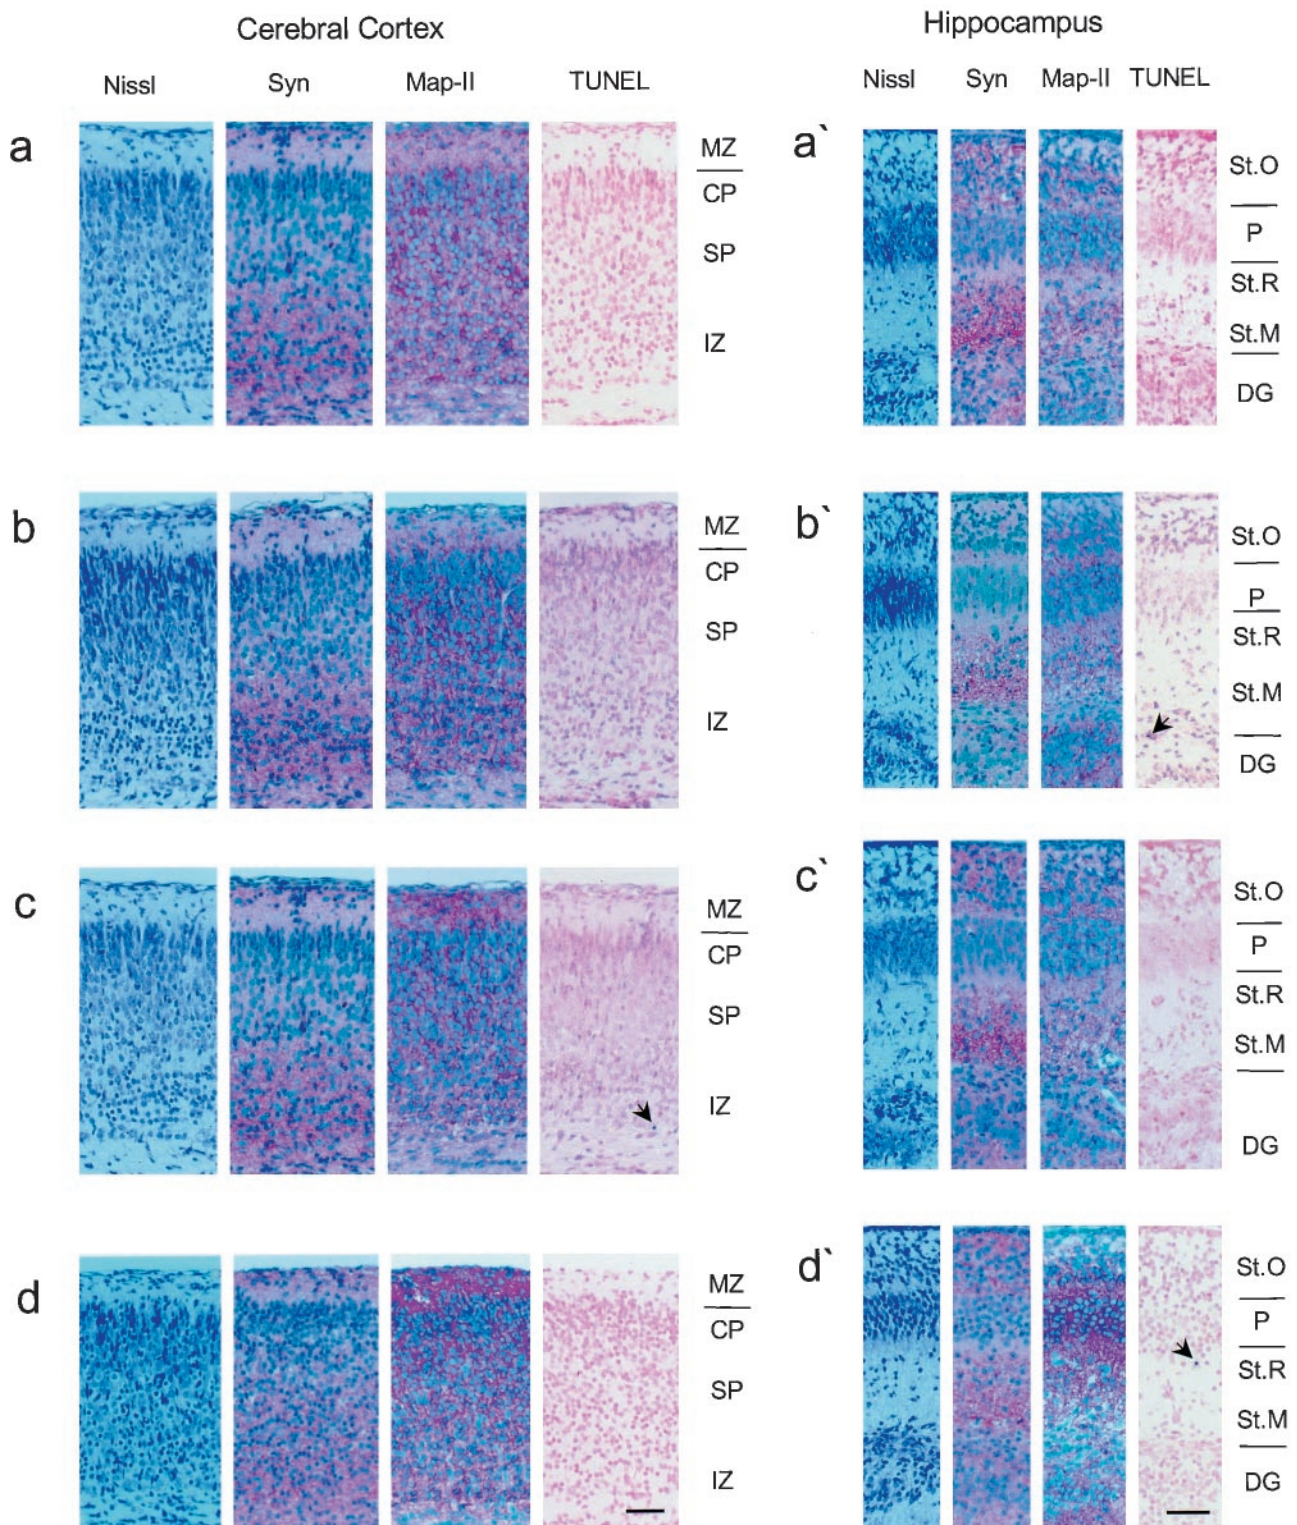 Cerebral Cortex
Hippocampus
Nissl Syn Map-II TUNEL
Nissl Syn Map-II TUNEL
a
MZ
CP
SP
IZ
a`
St.O
P
St.R
St.M
DG
b
MZ
CP
SP
IZ
b`
St.O
P
St.R
St.M
DG
c
MZ
CP
SP
IZ
c`
St.O
P
St.R
St.M
DG
d
MZ
CP
SP
IZ
d`
St.O
P
St.R
St.M
DG